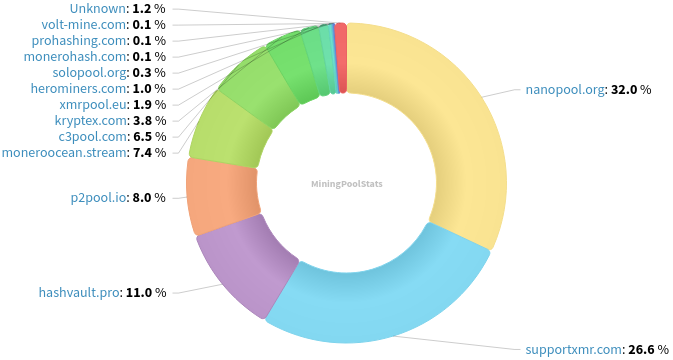 Unknown: 1.2 %
volt-mine.com: 0.1 %
prohashing.com: 0.1 %
monerohash.com: 0.1 %
solopool.org: 0.3 %
herominers.com: 1.0 %
xmrpool.eu: 1.9 %
kryptex.com: 3.8 %
c3pool.com: 6.5 %
moneroocean.stream: 7.4 %
p2pool.io: 8.0 %
hashvault.pro: 11.0 %
MiningPoolStats
nanopool.org: 32.0 %
supportxmr.com: 26.6 %